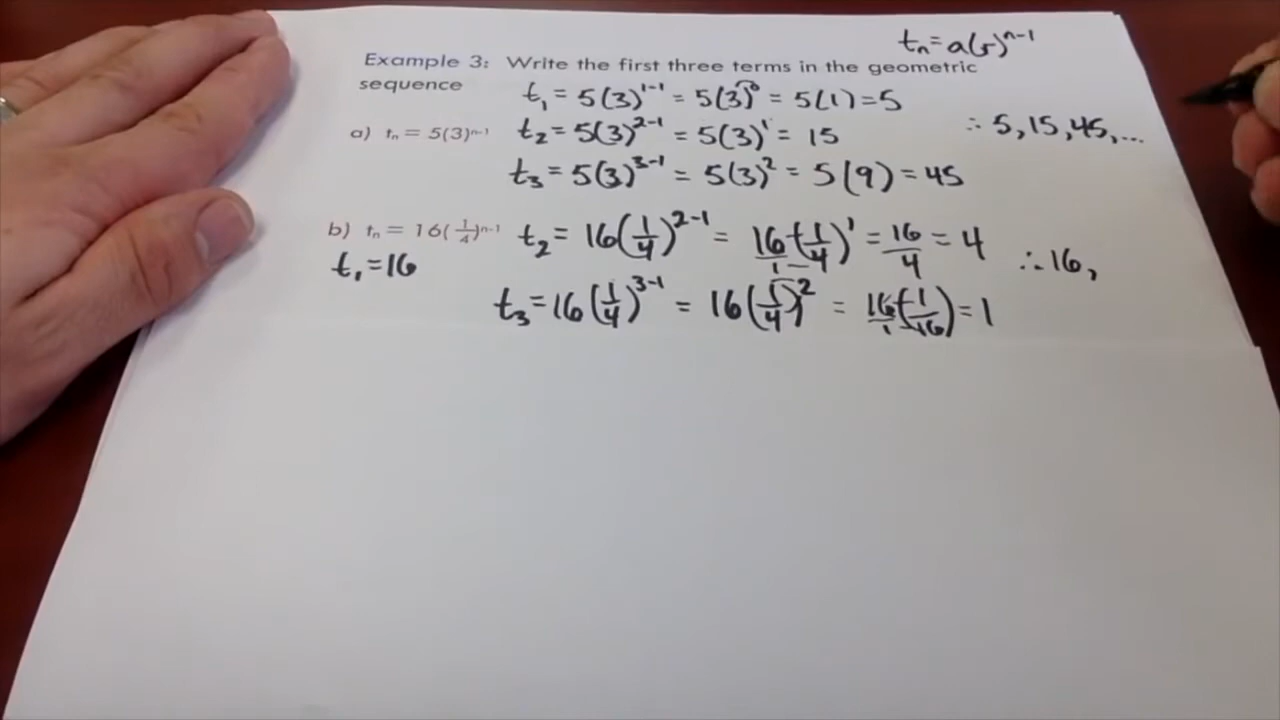 tₙ = a(r)ⁿ⁻¹
Example 3: Write the first three terms in the geometric
sequence
t₁ = 5(3)¹⁻¹ = 5(3)⁰ = 5(1) = 5
a) tₙ = 5(3)ⁿ⁻¹
t₂ = 5(3)²⁻¹ = 5(3)¹ = 15
∴ 5, 15, 45, ...
t₃ = 5(3)³⁻¹ = 5(3)² = 5(9) = 45
b) tₙ = 16(1/4)ⁿ⁻¹
t₂ = 16(1/4)²⁻¹ = 16/1(1/4)¹ = 16/4 = 4
t₁ = 16
∴ 16,
t₃ = 16(1/4)³⁻¹ = 16(1/4)² = 16/1(1/16) = 1